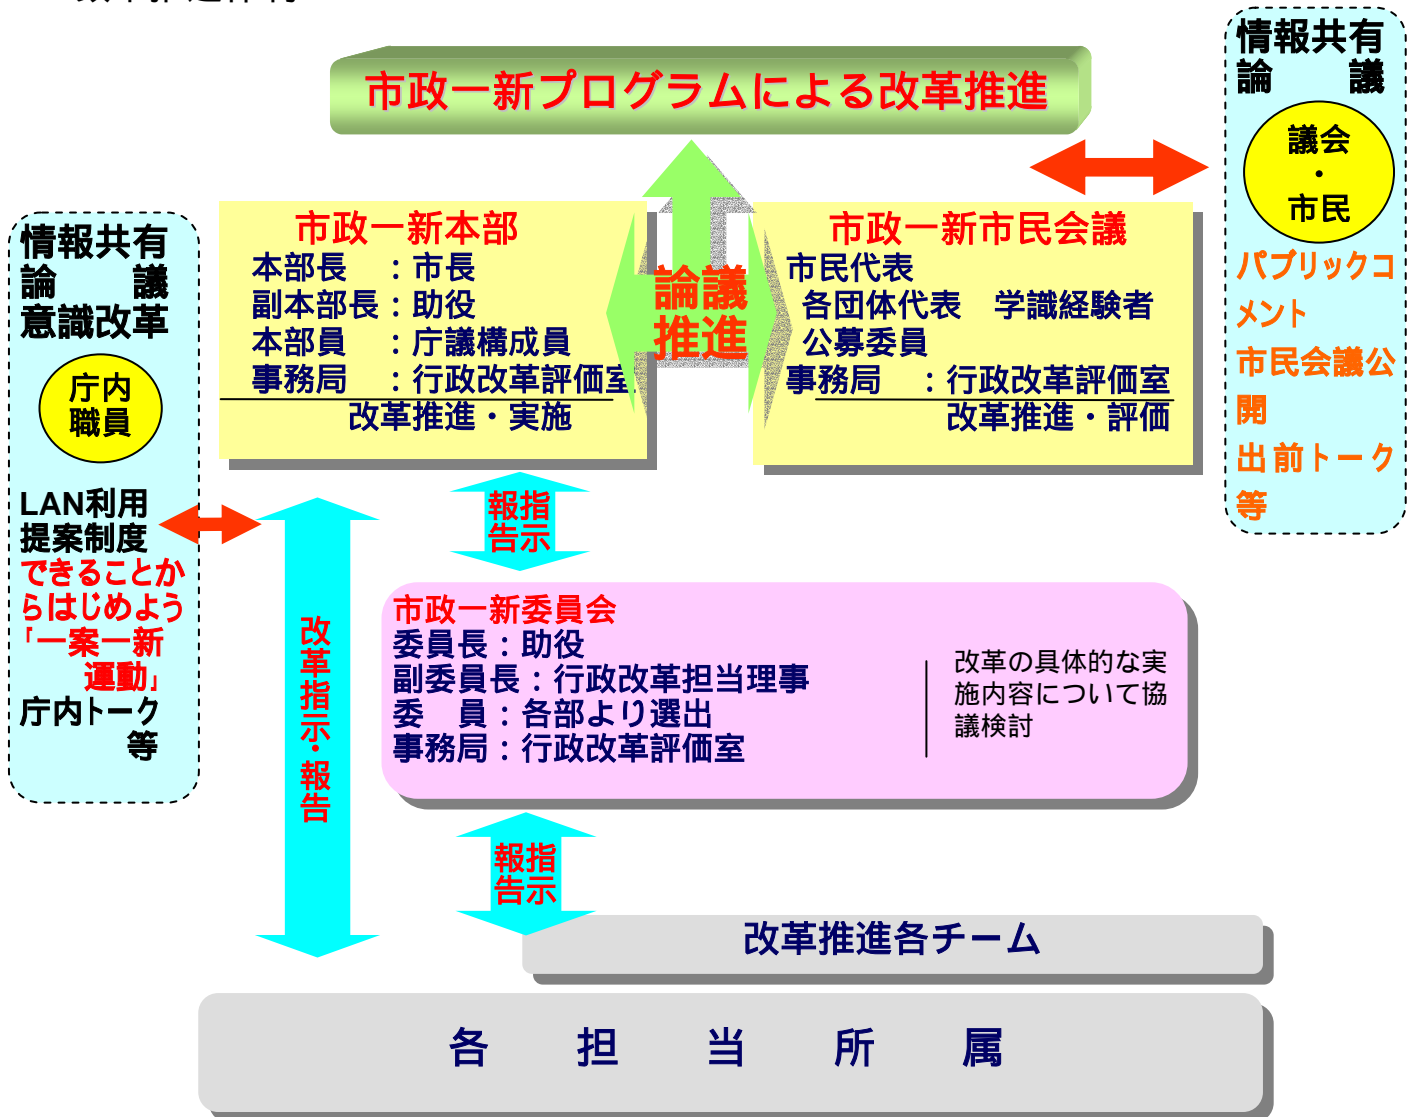 市政一新プログラムによる改革推進
情報共有
論　　議
議会
・
市民
パブリックコ
メント
市民会議公
開
出前トーク
等
情報共有
論　　議
意識改革
庁内
職員
LAN利用
提案制度
できることか
らはじめよう
「一案一新
運動」
庁内トーク
等
市政一新本部
本部長　：市長
副本部長：助役
本部員　：庁議構成員
事務局　：行政改革評価室
改革推進・実施
論議
推進
市政一新市民会議
市民代表
各団体代表　学識経験者
公募委員
事務局　：行政改革評価室
改革推進・評価
報指
告示
改革指示・報告
市政一新委員会
委員長：助役
副委員長：行政改革担当理事
委　員：各部より選出
事務局：行政改革評価室
改革の具体的な実
施内容について協
議検討
報指
告示
改革推進各チーム
各　担　当　所　属